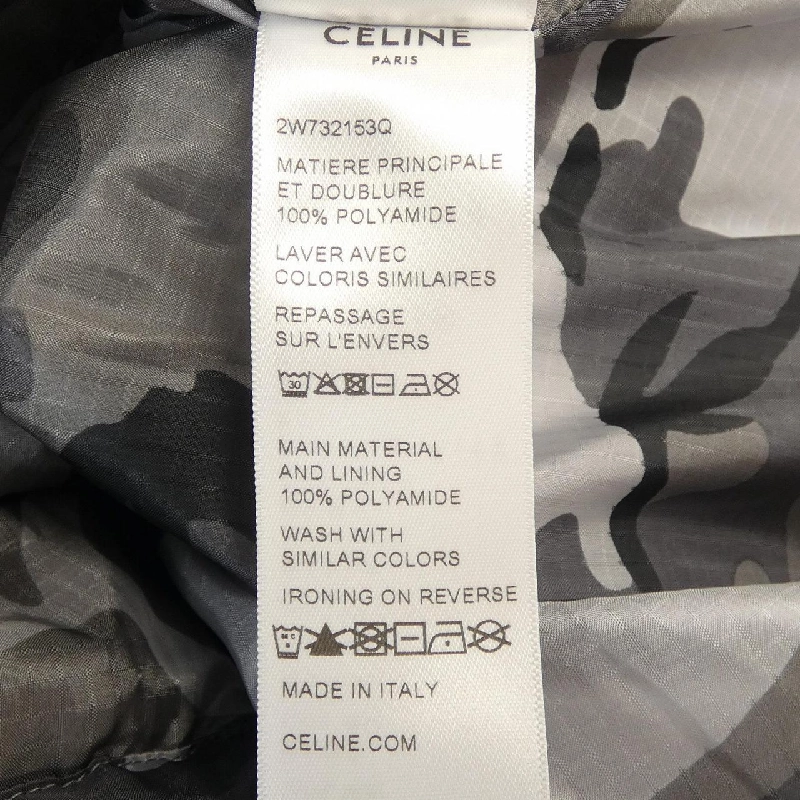 CELINE
PARIS
2W732153Q
MATIERE PRINCIPALE
ET DOUBLURE
100% POLYAMIDE
LAVER AVEC
COLORIS SIMILAIRES
REPASSAGE
SUR L'ENVERS
30
MAIN MATERIAL
AND LINING
100% POLYAMIDE
WASH WITH
SIMILAR COLORS
IRONING ON REVERSE
MADE IN ITALY
CELINE.COM